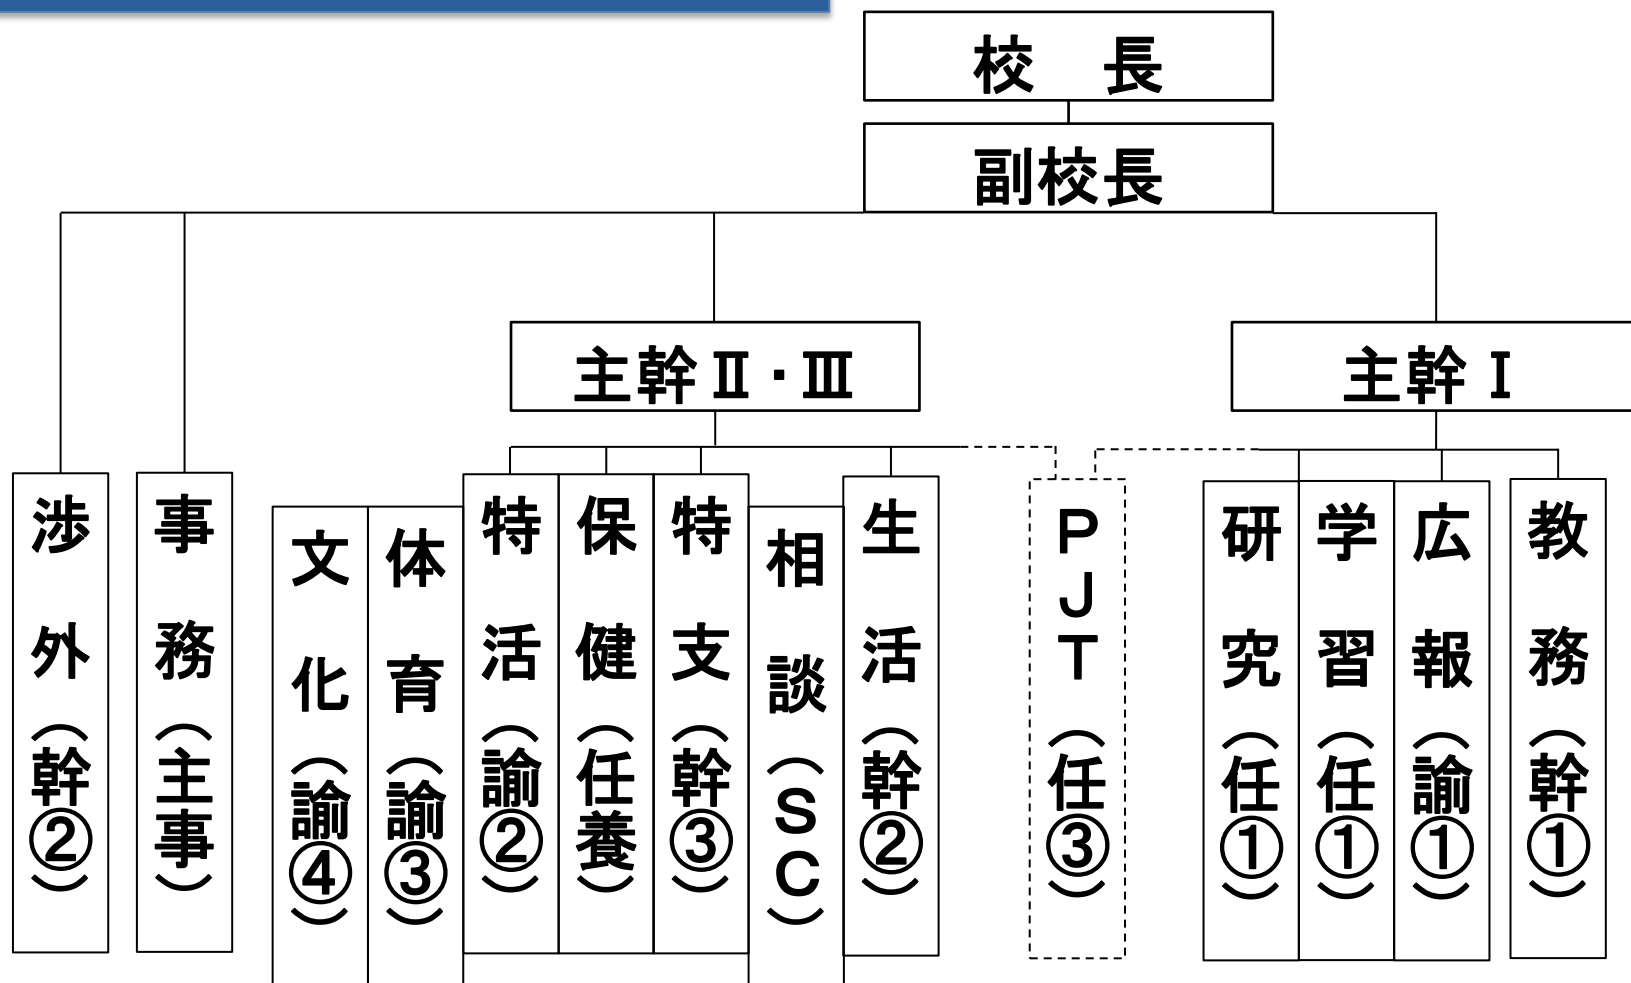 校　長
副校長
主幹Ⅱ・Ⅲ
主幹Ⅰ
渉外（幹②）
事務（主事）
文化（諭④）
体育（諭③）
特活（諭②）
保健（任養）
特支（幹③）
相談（ＳＣ）
生活（幹②）
ＰＪＴ（任③）
研究（任①）
学習（任①）
広報（諭①）
教務（幹①）